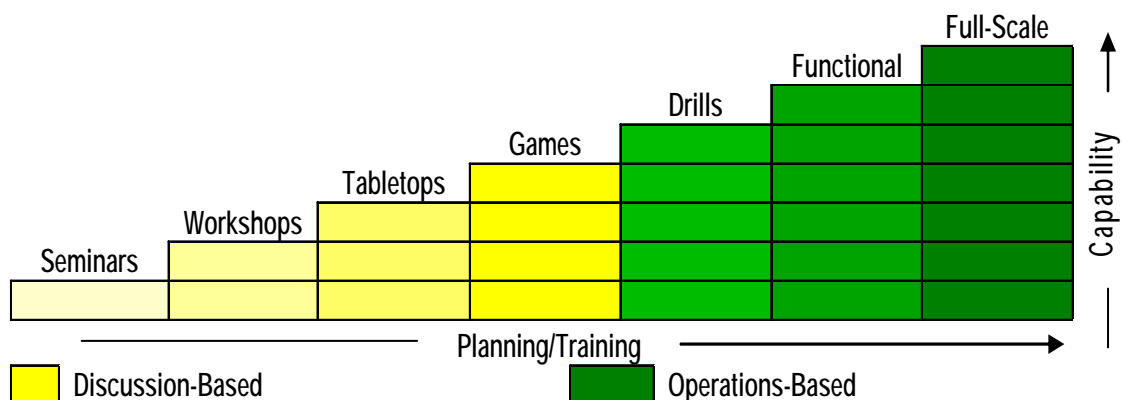 Full-Scale
Functional
Drills
Games
Tabletops
Workshops
Seminars
Capability
Planning/Training
Discussion-Based
Operations-Based